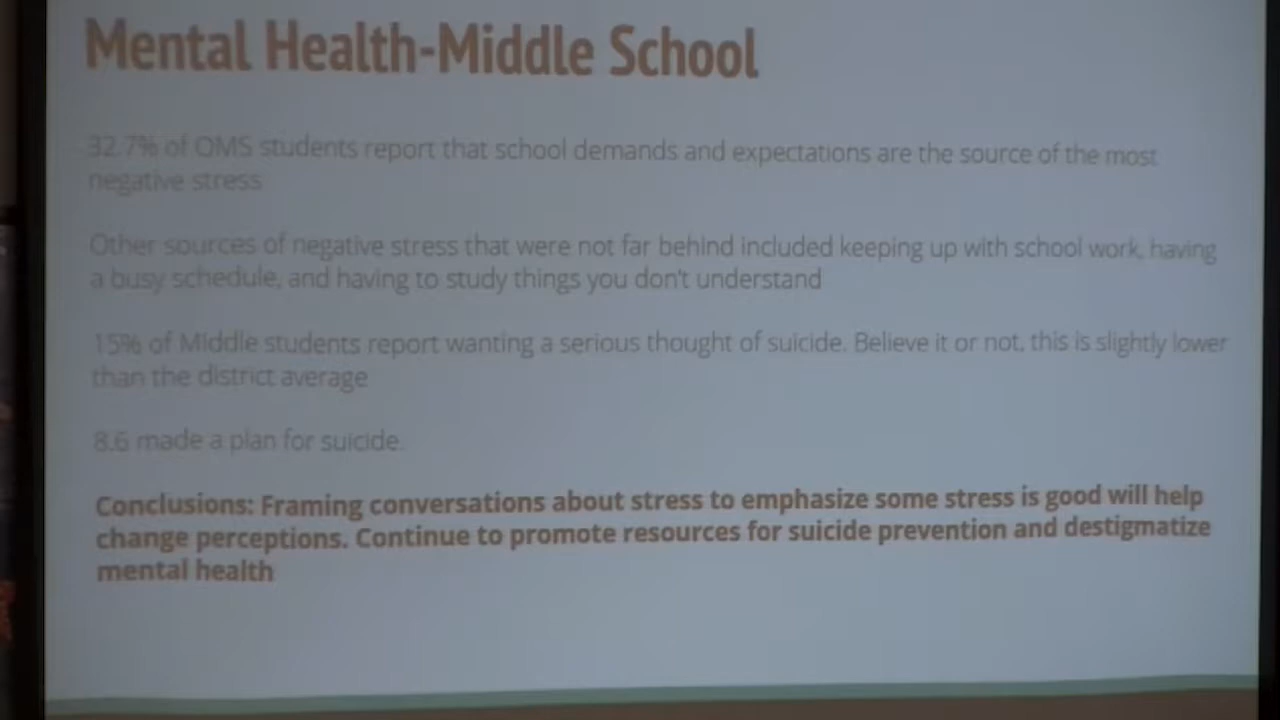 Mental Health-Middle School
32.7% of OMS students report that school demands and expectations are the source of the most
negative stress
Other sources of negative stress that were not far behind included keeping up with school work, having
a busy schedule, and having to study things you don't understand
15% of Middle students report wanting a serious thought of suicide. Believe it or not, this is slightly lower
than the district average
8.6 made a plan for suicide.
Conclusions: Framing conversations about stress to emphasize some stress is good will help
change perceptions. Continue to promote resources for suicide prevention and destigmatize
mental health